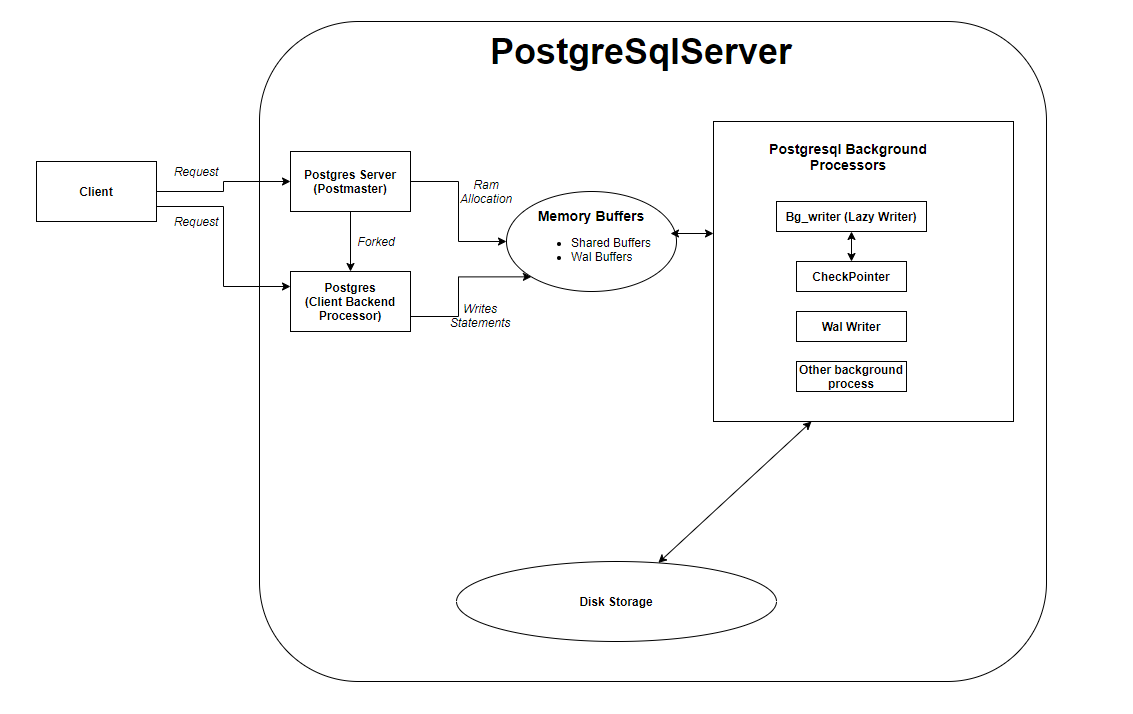 PostgreSqlServer
Client
Request
Request
Postgres Server
(Postmaster)
Forked
Postgres
(Client Backend
Processor)
Ram
Allocation
Writes
Statements
Memory Buffers
• Shared Buffers
• Wal Buffers
Postgresql Background
Processors
Bg_writer (Lazy Writer)
CheckPointer
Wal Writer
Other background
process
Disk Storage